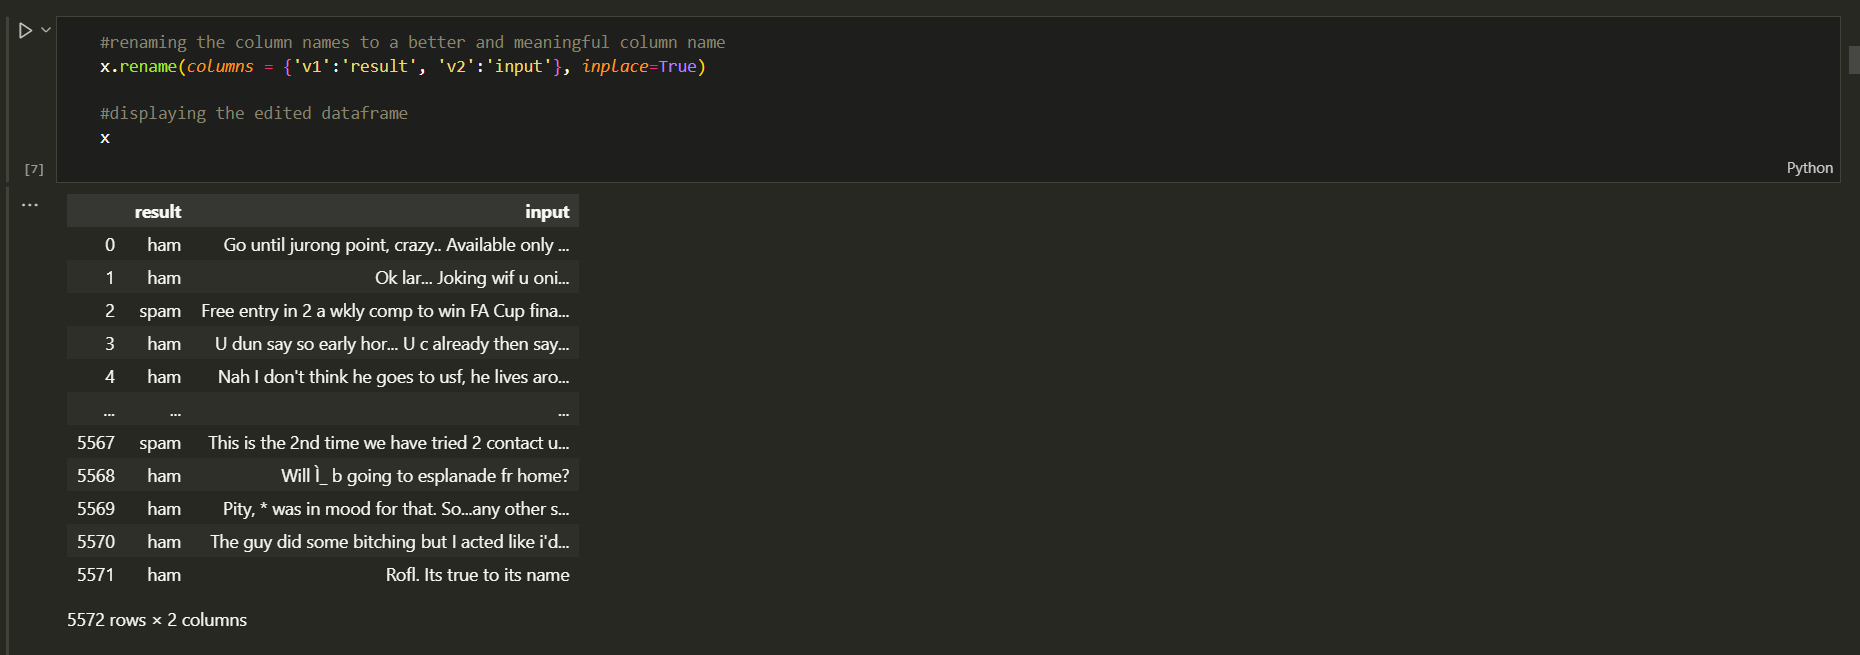 #renaming the column names to a better and meaningful column name
x.rename(columns = {'v1':'result', 'v2':'input'}, inplace=True)
#displaying the edited dataframe
x
[7]
Python
...
result input
0 ham Go until jurong point, crazy.. Available only ...
1 ham Ok lar... Joking wif u oni...
2 spam Free entry in 2 a wkly comp to win FA Cup fina...
3 ham U dun say so early hor... U c already then say...
4 ham Nah I don't think he goes to usf, he lives aro...
... ... ...
5567 spam This is the 2nd time we have tried 2 contact u...
5568 ham Will Ì_ b going to esplanade fr home?
5569 ham Pity, * was in mood for that. So...any other s...
5570 ham The guy did some bitching but I acted like i'd...
5571 ham Rofl. Its true to its name
5572 rows × 2 columns